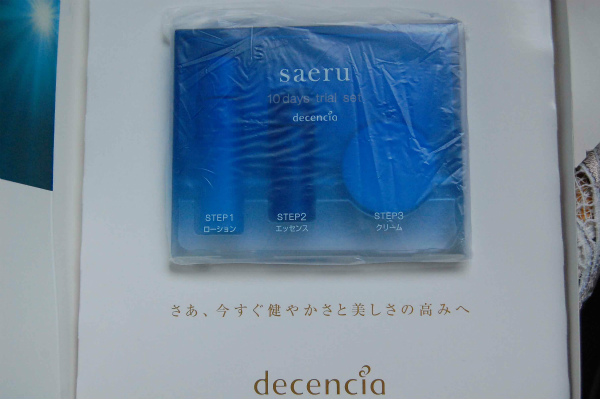 saeru
10days trial set
decencia
STEP1 STEP2 STEP3
ローション エッセンス クリーム
さあ、今すぐ健やかさと美しさの高みへ
decencia